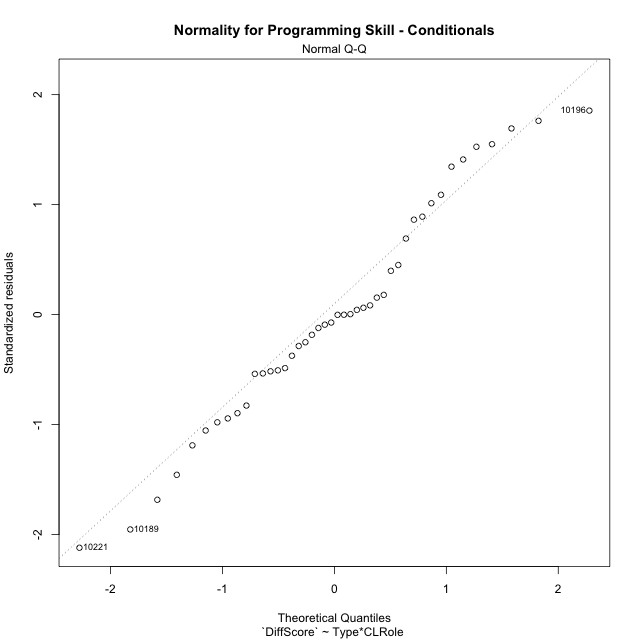 Normality for Programming Skill - Conditionals
Normal Q-Q
2
1
0
-1
-2
Standardized residuals
10196
10189
10221
-2 -1 0 1 2
Theoretical Quantiles
`DiffScore` ~ Type*CLRole